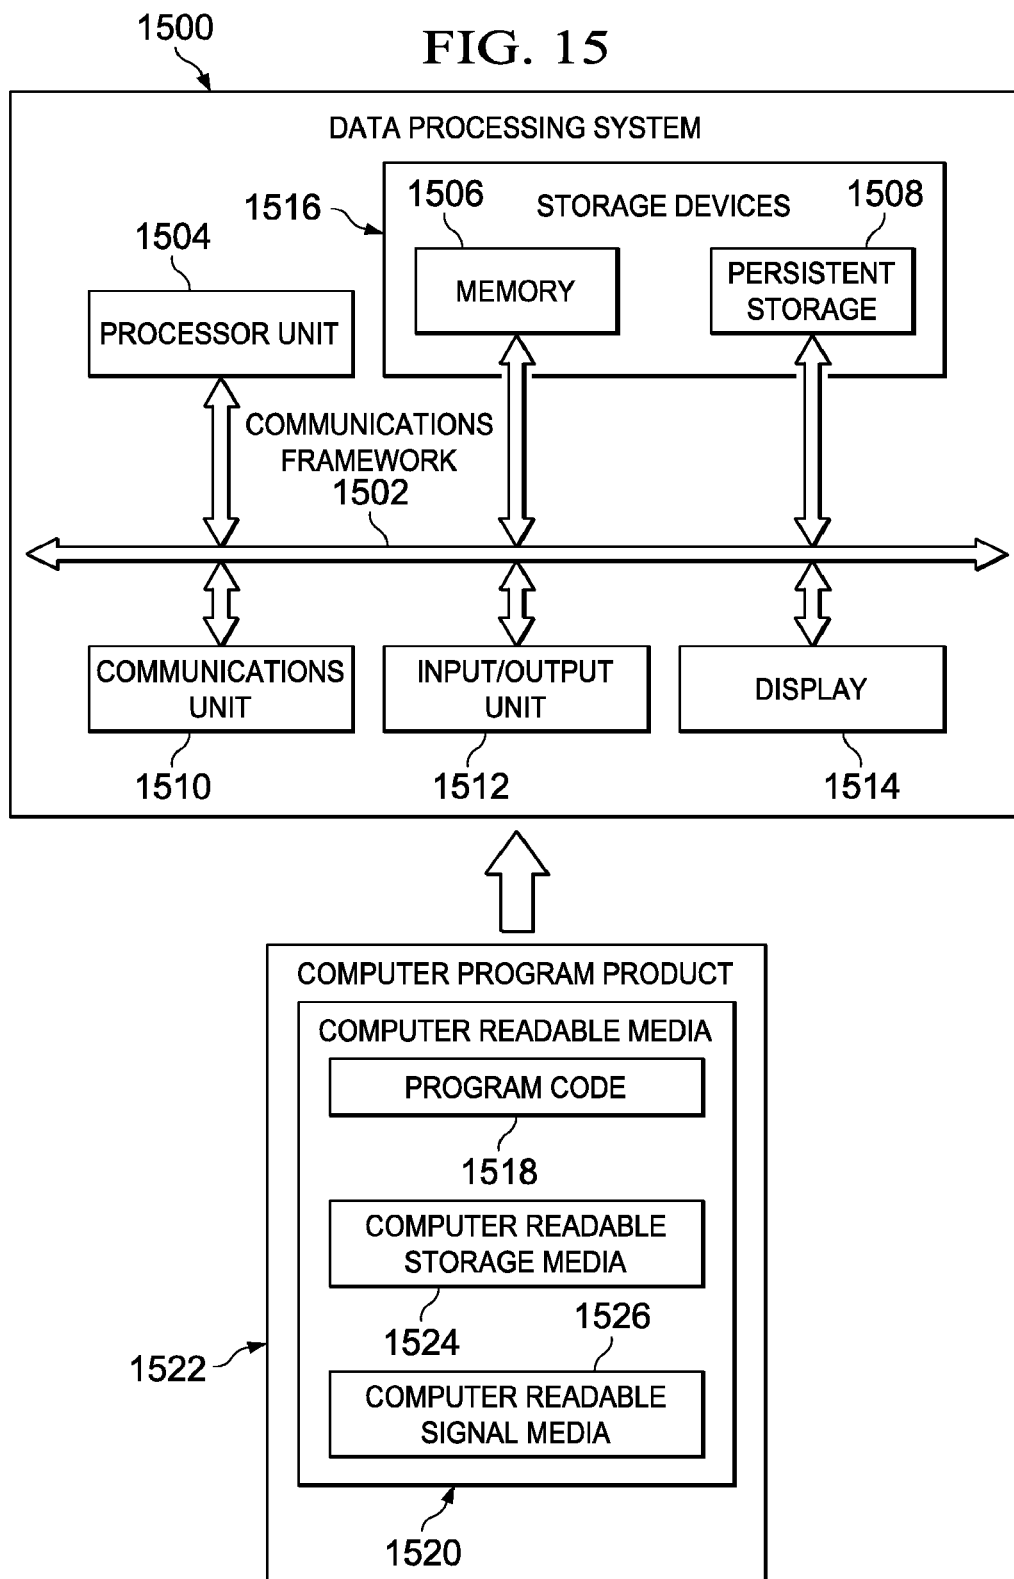 1500
FIG. 15
DATA PROCESSING SYSTEM
1516
1506
STORAGE DEVICES
1508
1504
MEMORY
PERSISTENT
STORAGE
PROCESSOR UNIT
COMMUNICATIONS
FRAMEWORK
1502
COMMUNICATIONS
UNIT
INPUT/OUTPUT
UNIT
DISPLAY
1510
1512
1514
COMPUTER PROGRAM PRODUCT
COMPUTER READABLE MEDIA
PROGRAM CODE
1518
COMPUTER READABLE
STORAGE MEDIA
1524
1526
1522
COMPUTER READABLE
SIGNAL MEDIA
1520